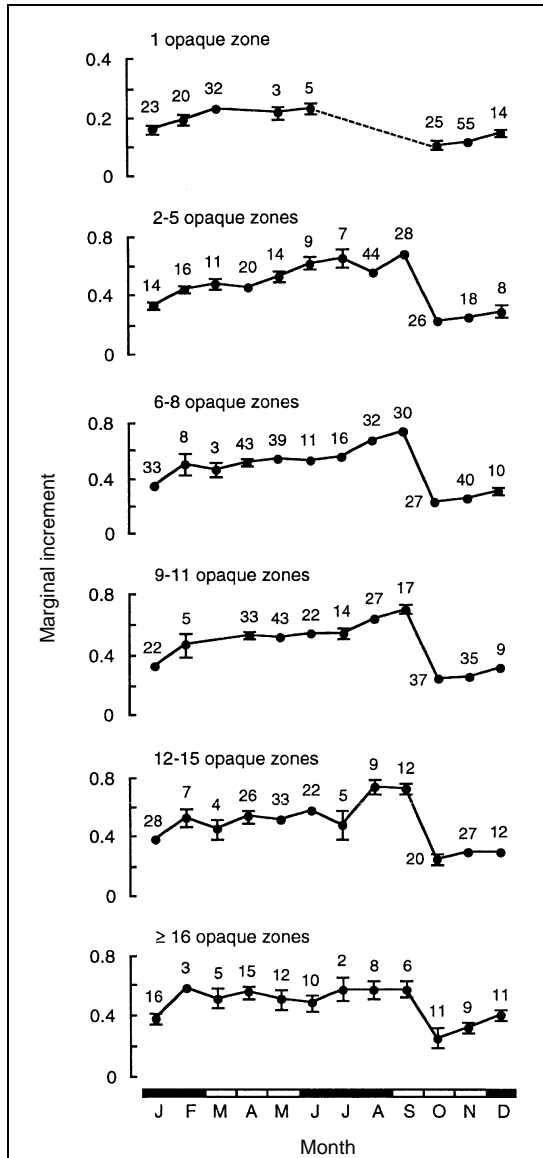 1 opaque zone
0.4
0.2
0
23 20 32 3 5 25 55 14
2-5 opaque zones
0.8
0.4
0
14 16 11 20 14 9 7 44 28 26 18 8
6-8 opaque zones
0.8
0.4
0
33 8 3 43 39 11 16 32 30 27 40 10
Marginal increment
9-11 opaque zones
0.8
0.4
0
22 5 33 43 22 14 27 17 37 35 9
12-15 opaque zones
0.8
0.4
0
28 7 4 26 33 22 5 9 12 20 27 12
≥ 16 opaque zones
0.8
0.4
0
16 3 5 15 12 10 2 8 6 11 9 11
J F M A M J J A S O N D
Month